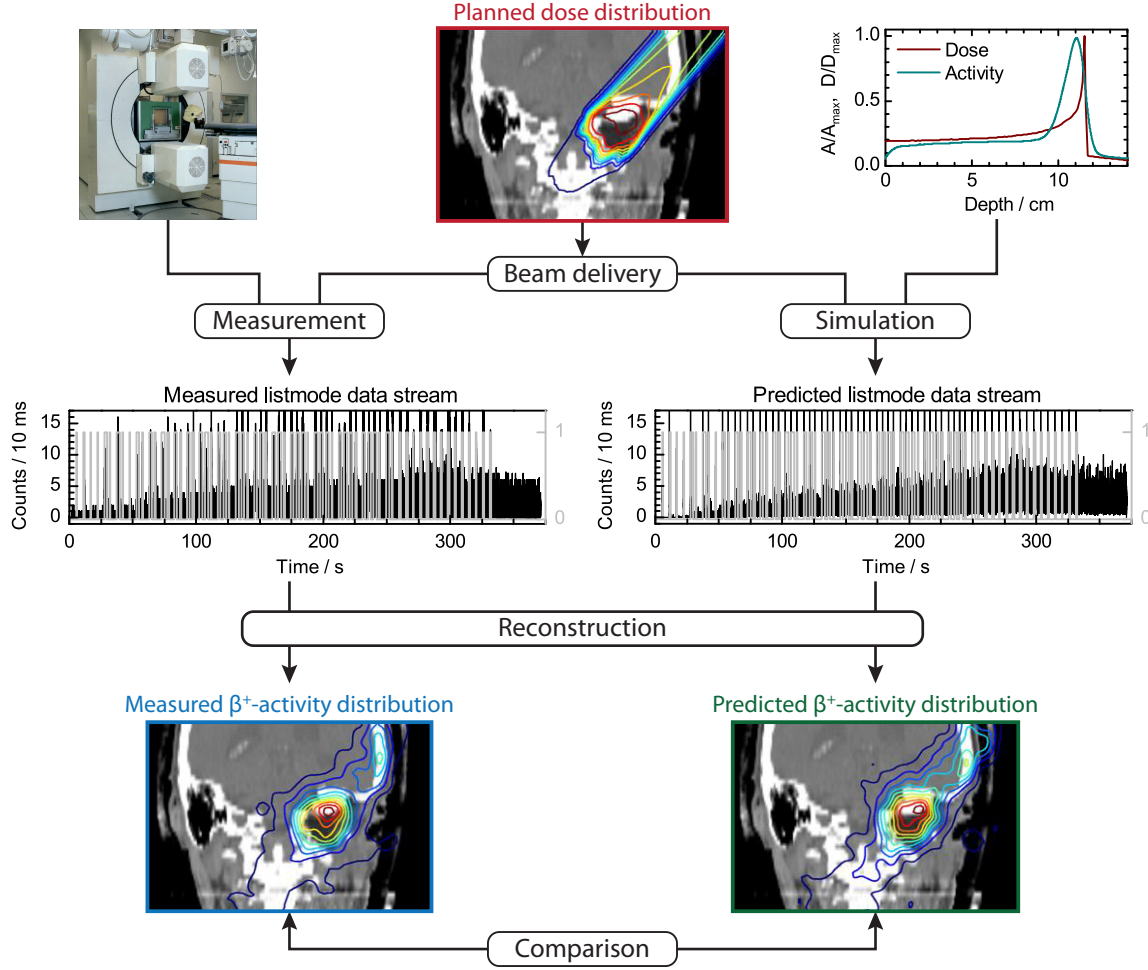 Planned dose distribution
A/Amax, D/Dmax
1.0
0.5
0.0
Dose
Activity
0 5 10
Depth / cm
Beam delivery
Measurement
Simulation
Measured listmode data stream
Counts / 10 ms
15
10
5
0
1
0
0 100 200 300
Time / s
Predicted listmode data stream
Counts / 10 ms
15
10
5
0
1
0
0 100 200 300
Time / s
Reconstruction
Measured β⁺-activity distribution
Predicted β⁺-activity distribution
Comparison